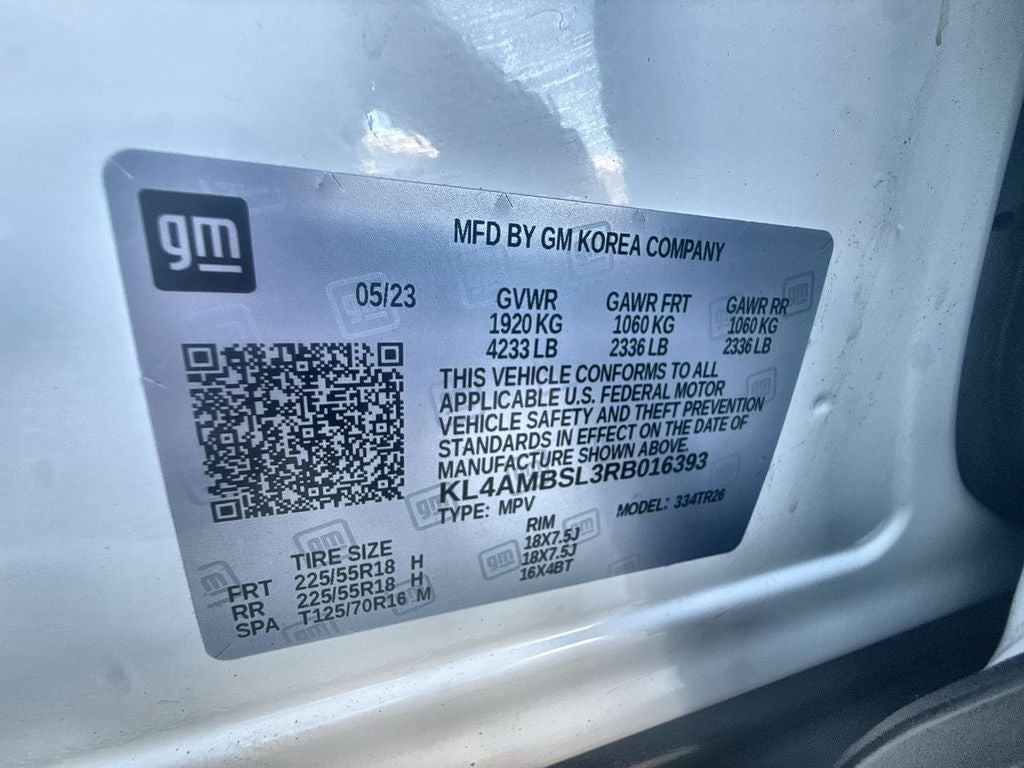 gm
MFD BY GM KOREA COMPANY
05/23 GVWR GAWR FRT GAWR RR
1920 KG 1060 KG 1060 KG
4233 LB 2336 LB 2336 LB
THIS VEHICLE CONFORMS TO ALL
APPLICABLE U.S. FEDERAL MOTOR
VEHICLE SAFETY AND THEFT PREVENTION
STANDARDS IN EFFECT ON THE DATE OF
MANUFACTURE SHOWN ABOVE.
KL4AMBSL3RB016393
TYPE: MPV MODEL: 334TR26
TIRE SIZE RIM
FRT 225/55R18 H 18X7.5J
RR 225/55R18 H 18X7.5J
SPA T125/70R16 M 16X4BT